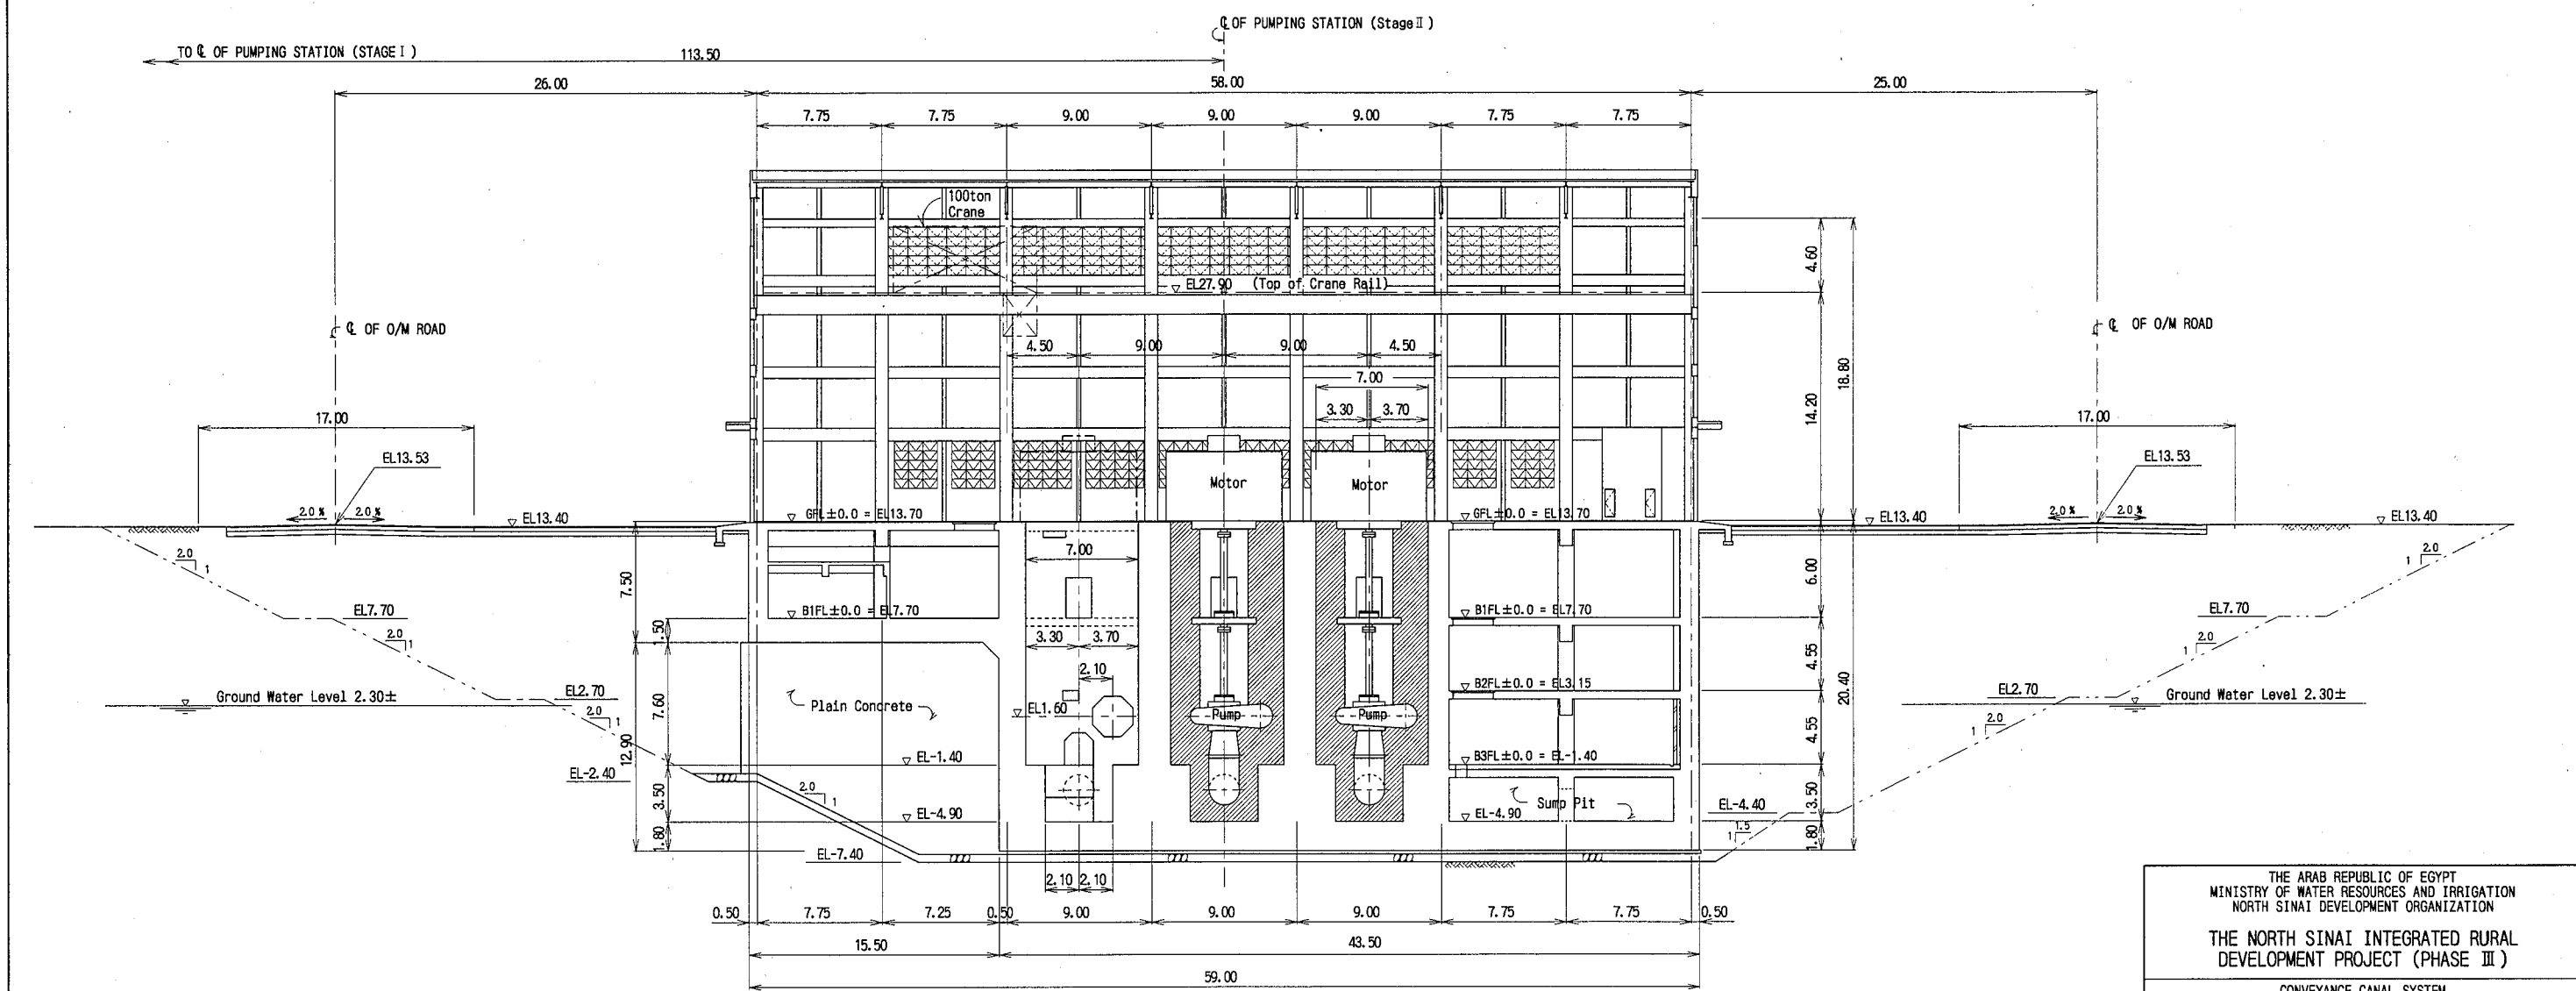 ℄ OF PUMPING STATION (Stage Ⅱ)
TO ℄ OF PUMPING STATION (STAGE Ⅰ)
113.50
26.00
58.00
25.00
7.75
7.75
9.00
9.00
9.00
7.75
7.75
100ton
Crane
4.60
EL27.90 (Top of Crane Rail)
℄ OF O/M ROAD
℄ OF O/M ROAD
4.50
9.00
9.00
4.50
7.00
18.80
3.30
3.70
14.20
17.00
17.00
EL13.53
EL13.53
Motor
Motor
2.0%
2.0%
EL13.40
GFL±0.0 = EL13.70
GFL±0.0 = EL13.70
EL13.40
2.0%
2.0%
EL13.40
2.0
1
7.00
2.0
1
7.50
6.00
EL7.70
B1FL±0.0 = EL7.70
B1FL±0.0 = EL7.70
EL7.70
1.50
2.0
1
3.30
3.70
2.0
1
2.10
4.55
EL2.70
B2FL±0.0 = EL3.15
EL2.70
Ground Water Level 2.30±
Ground Water Level 2.30±
Plain Concrete
EL1.60
Pump
Pump
20.40
2.0
1
7.60
2.0
1
12.90
4.55
EL-1.40
B3FL±0.0 = EL-1.40
EL-2.40
2.0
1
3.50
Sump Pit
3.50
EL-4.40
EL-4.90
EL-4.90
1.80
1.5
1
1.80
EL-7.40
2.10
2.10
0.50
7.75
7.25
0.50
9.00
9.00
9.00
7.75
7.75
0.50
15.50
43.50
59.00
THE ARAB REPUBLIC OF EGYPT
MINISTRY OF WATER RESOURCES AND IRRIGATION
NORTH SINAI DEVELOPMENT ORGANIZATION
THE NORTH SINAI INTEGRATED RURAL
DEVELOPMENT PROJECT (PHASE Ⅲ)
CONVEYANCE CANAL SYSTEM